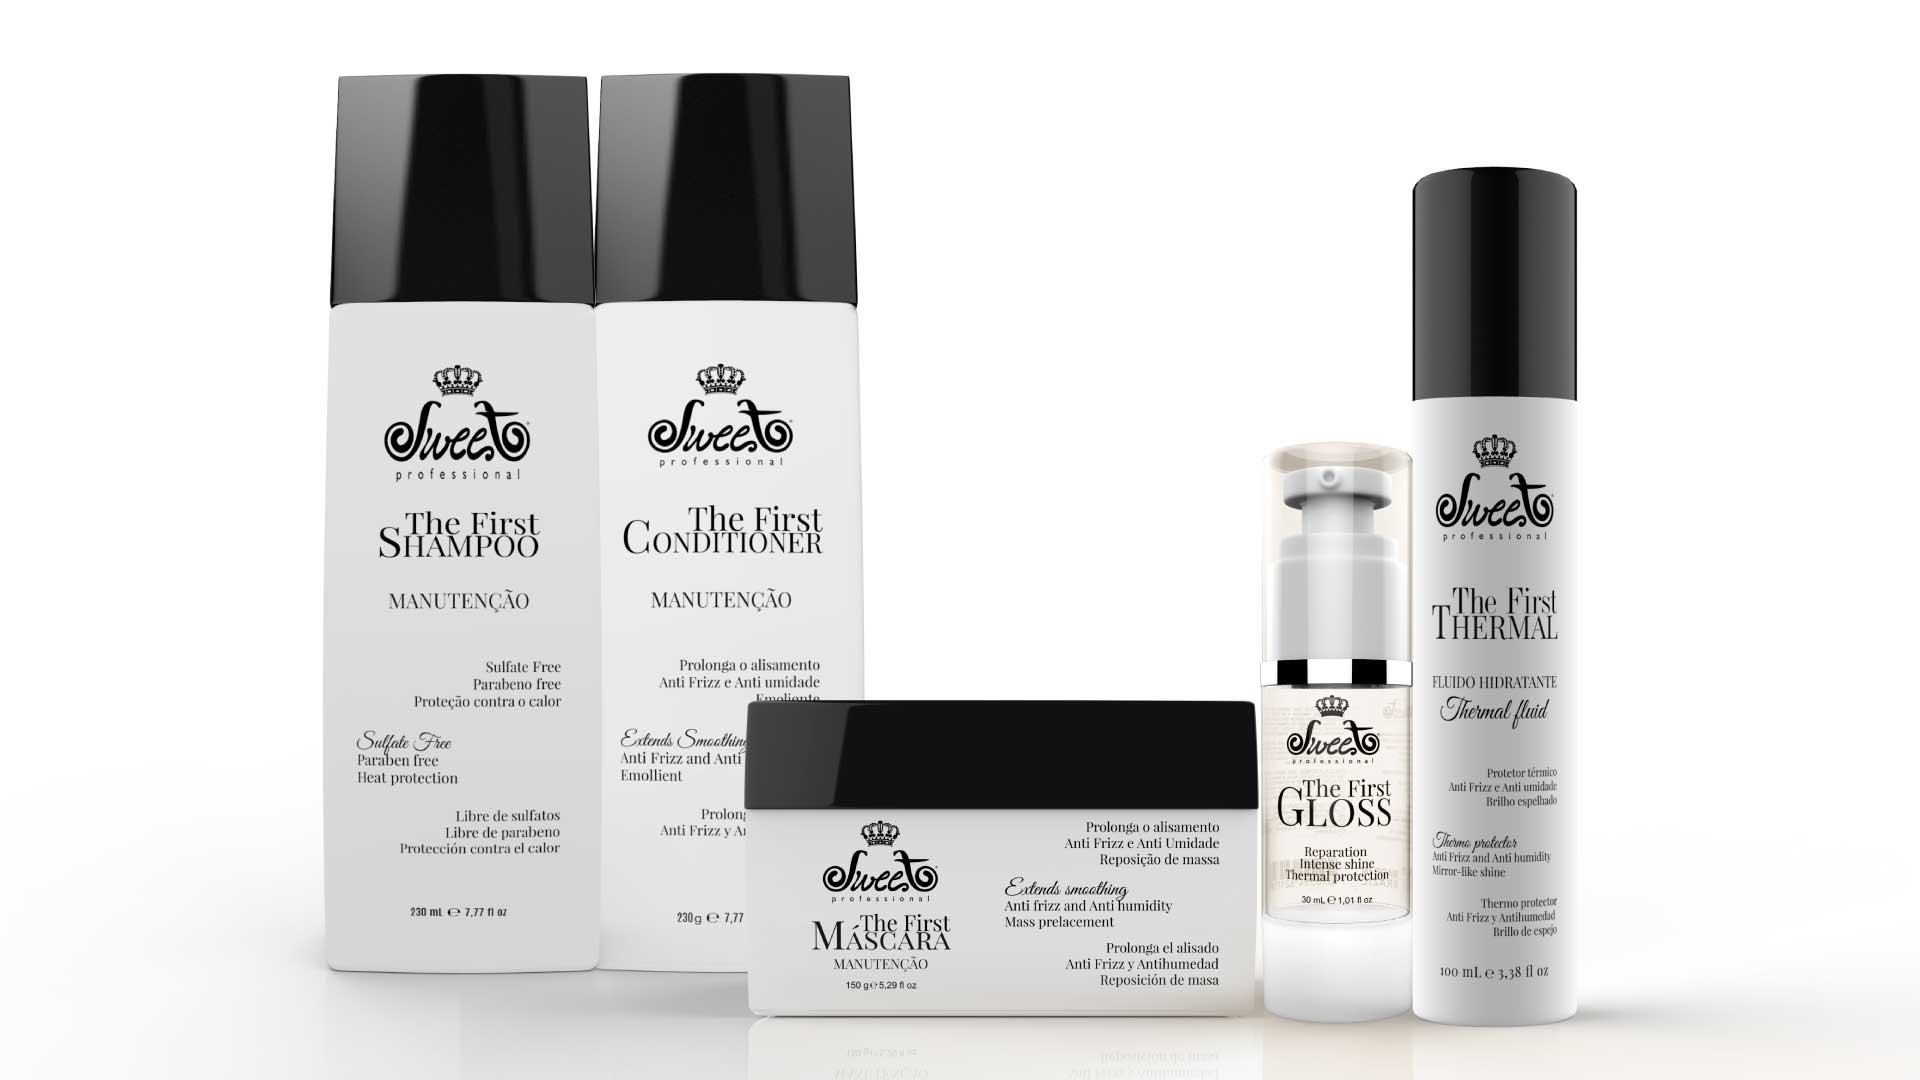 Sweet
professional
The First
SHAMPOO
MANUTENÇÃO
Sulfate Free
Parabeno free
Proteção contra o calor
Sulfate Free
Paraben free
Heat protection
Libre de sulfatos
Libre de parabeno
Protección contra el calor
230 mL ℮ 7,77 fl oz
Sweet
professional
The First
CONDITIONER
MANUTENÇÃO
Prolonga o alisamento
Anti Frizz e Anti umidade
Emoliente
Extends Smoothing
Anti Frizz and Anti
Emollient
Prolong
Anti Frizz y A
230g ℮ 7,77
Sweet
professional
The First
MÁSCARA
MANUTENÇÃO
150 g ℮ 5,29 fl oz
Prolonga o alisamento
Anti Frizz e Anti Umidade
Reposição de massa
Extends smoothing
Anti frizz and Anti humidity
Mass prelacement
Prolonga el alisado
Anti Frizz y Antihumedad
Reposición de masa
Sweet
professional
The First
GLOSS
Reparation
Intense shine
Thermal protection
30 mL ℮ 1,01 fl oz
Sweet
professional
The First
THERMAL
FLUIDO HIDRATANTE
Thermal fluid
Protetor térmico
Anti Frizz e Anti umidade
Brilho espelhado
Thermo protector
Anti Frizz and Anti humidity
Mirror-like shine
Thermo protector
Anti Frizz y Antihumedad
Brillo de espejo
100 mL ℮ 3,38 fl oz